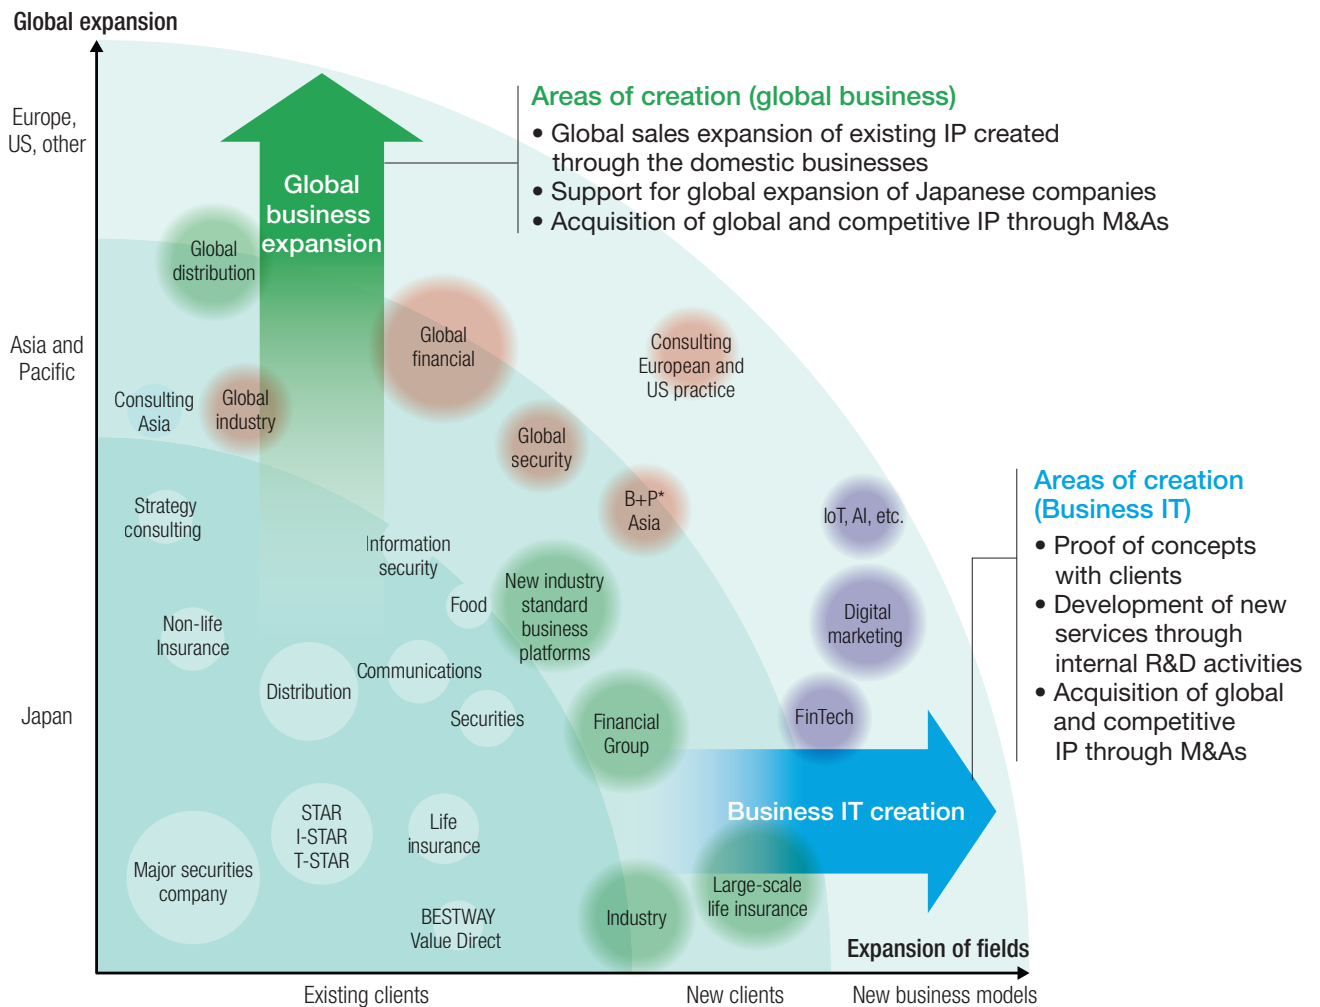 Global expansion
Europe,
US, other
Asia and
Pacific
Japan
Global
business
expansion
Areas of creation (global business)
• Global sales expansion of existing IP created
through the domestic businesses
• Support for global expansion of Japanese companies
• Acquisition of global and competitive IP through M&As
Global
distribution
Global
financial
Consulting
European and
US practice
Consulting
Asia
Global
industry
Global
security
B+P*
Asia
IoT, AI, etc.
Areas of creation
(Business IT)
• Proof of concepts
with clients
• Development of new
services through
internal R&D activities
• Acquisition of global
and competitive
IP through M&As
Strategy
consulting
Information
security
New industry
standard
business
platforms
Food
Digital
marketing
Non-life
Insurance
Communications
Distribution
Securities
Financial
Group
FinTech
Business IT creation
STAR
I-STAR
T-STAR
Life
insurance
Major securities
company
Large-scale
life insurance
BESTWAY
Value Direct
Industry
Expansion of fields
Existing clients
New clients
New business models